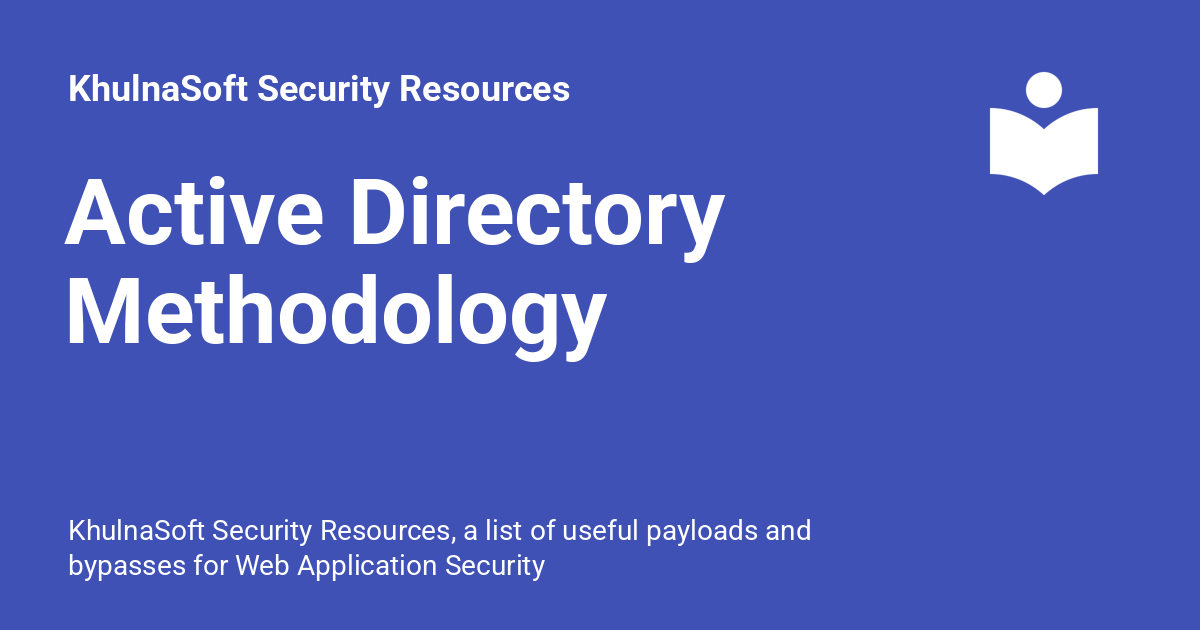 KhulnaSoft Security Resources
Active Directory
Methodology
KhulnaSoft Security Resources, a list of useful payloads and
bypasses for Web Application Security